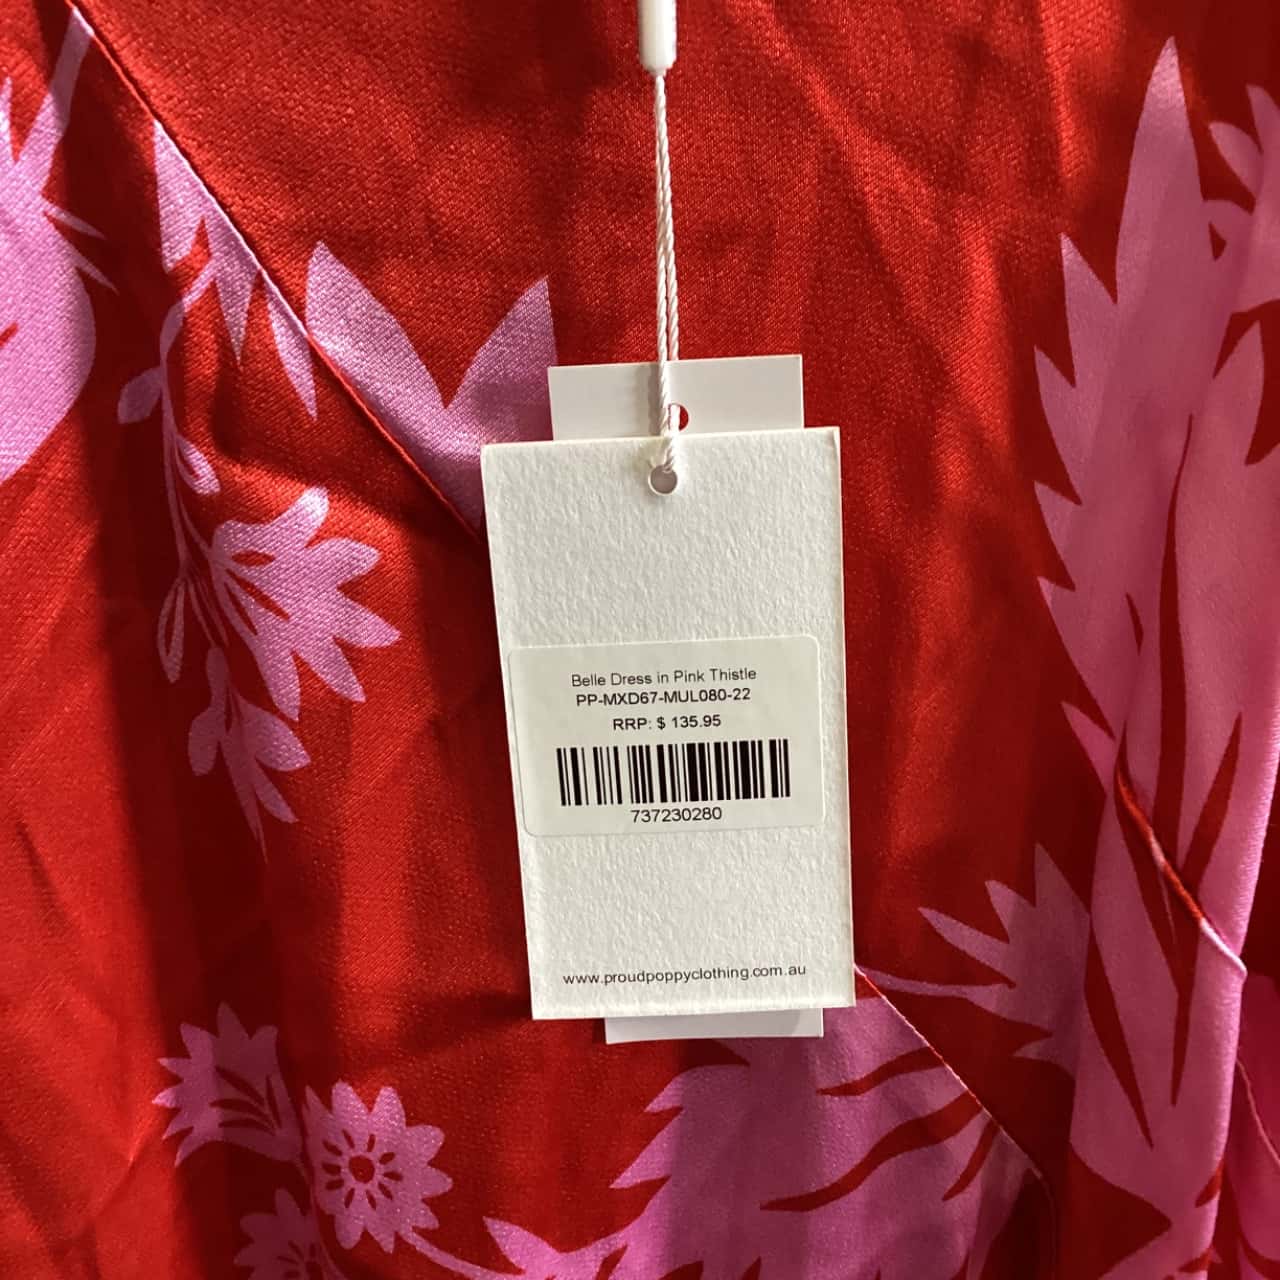 Belle Dress in Pink Thistle
PP-MXD67-MUL080-22
RRP: $ 135.95
737230280
www.proudpoppyclothing.com.au